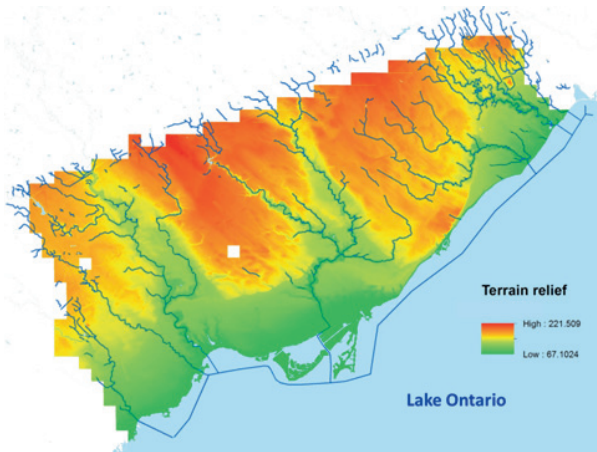 Terrain relief
High : 221.509
Low : 67.1024
Lake Ontario